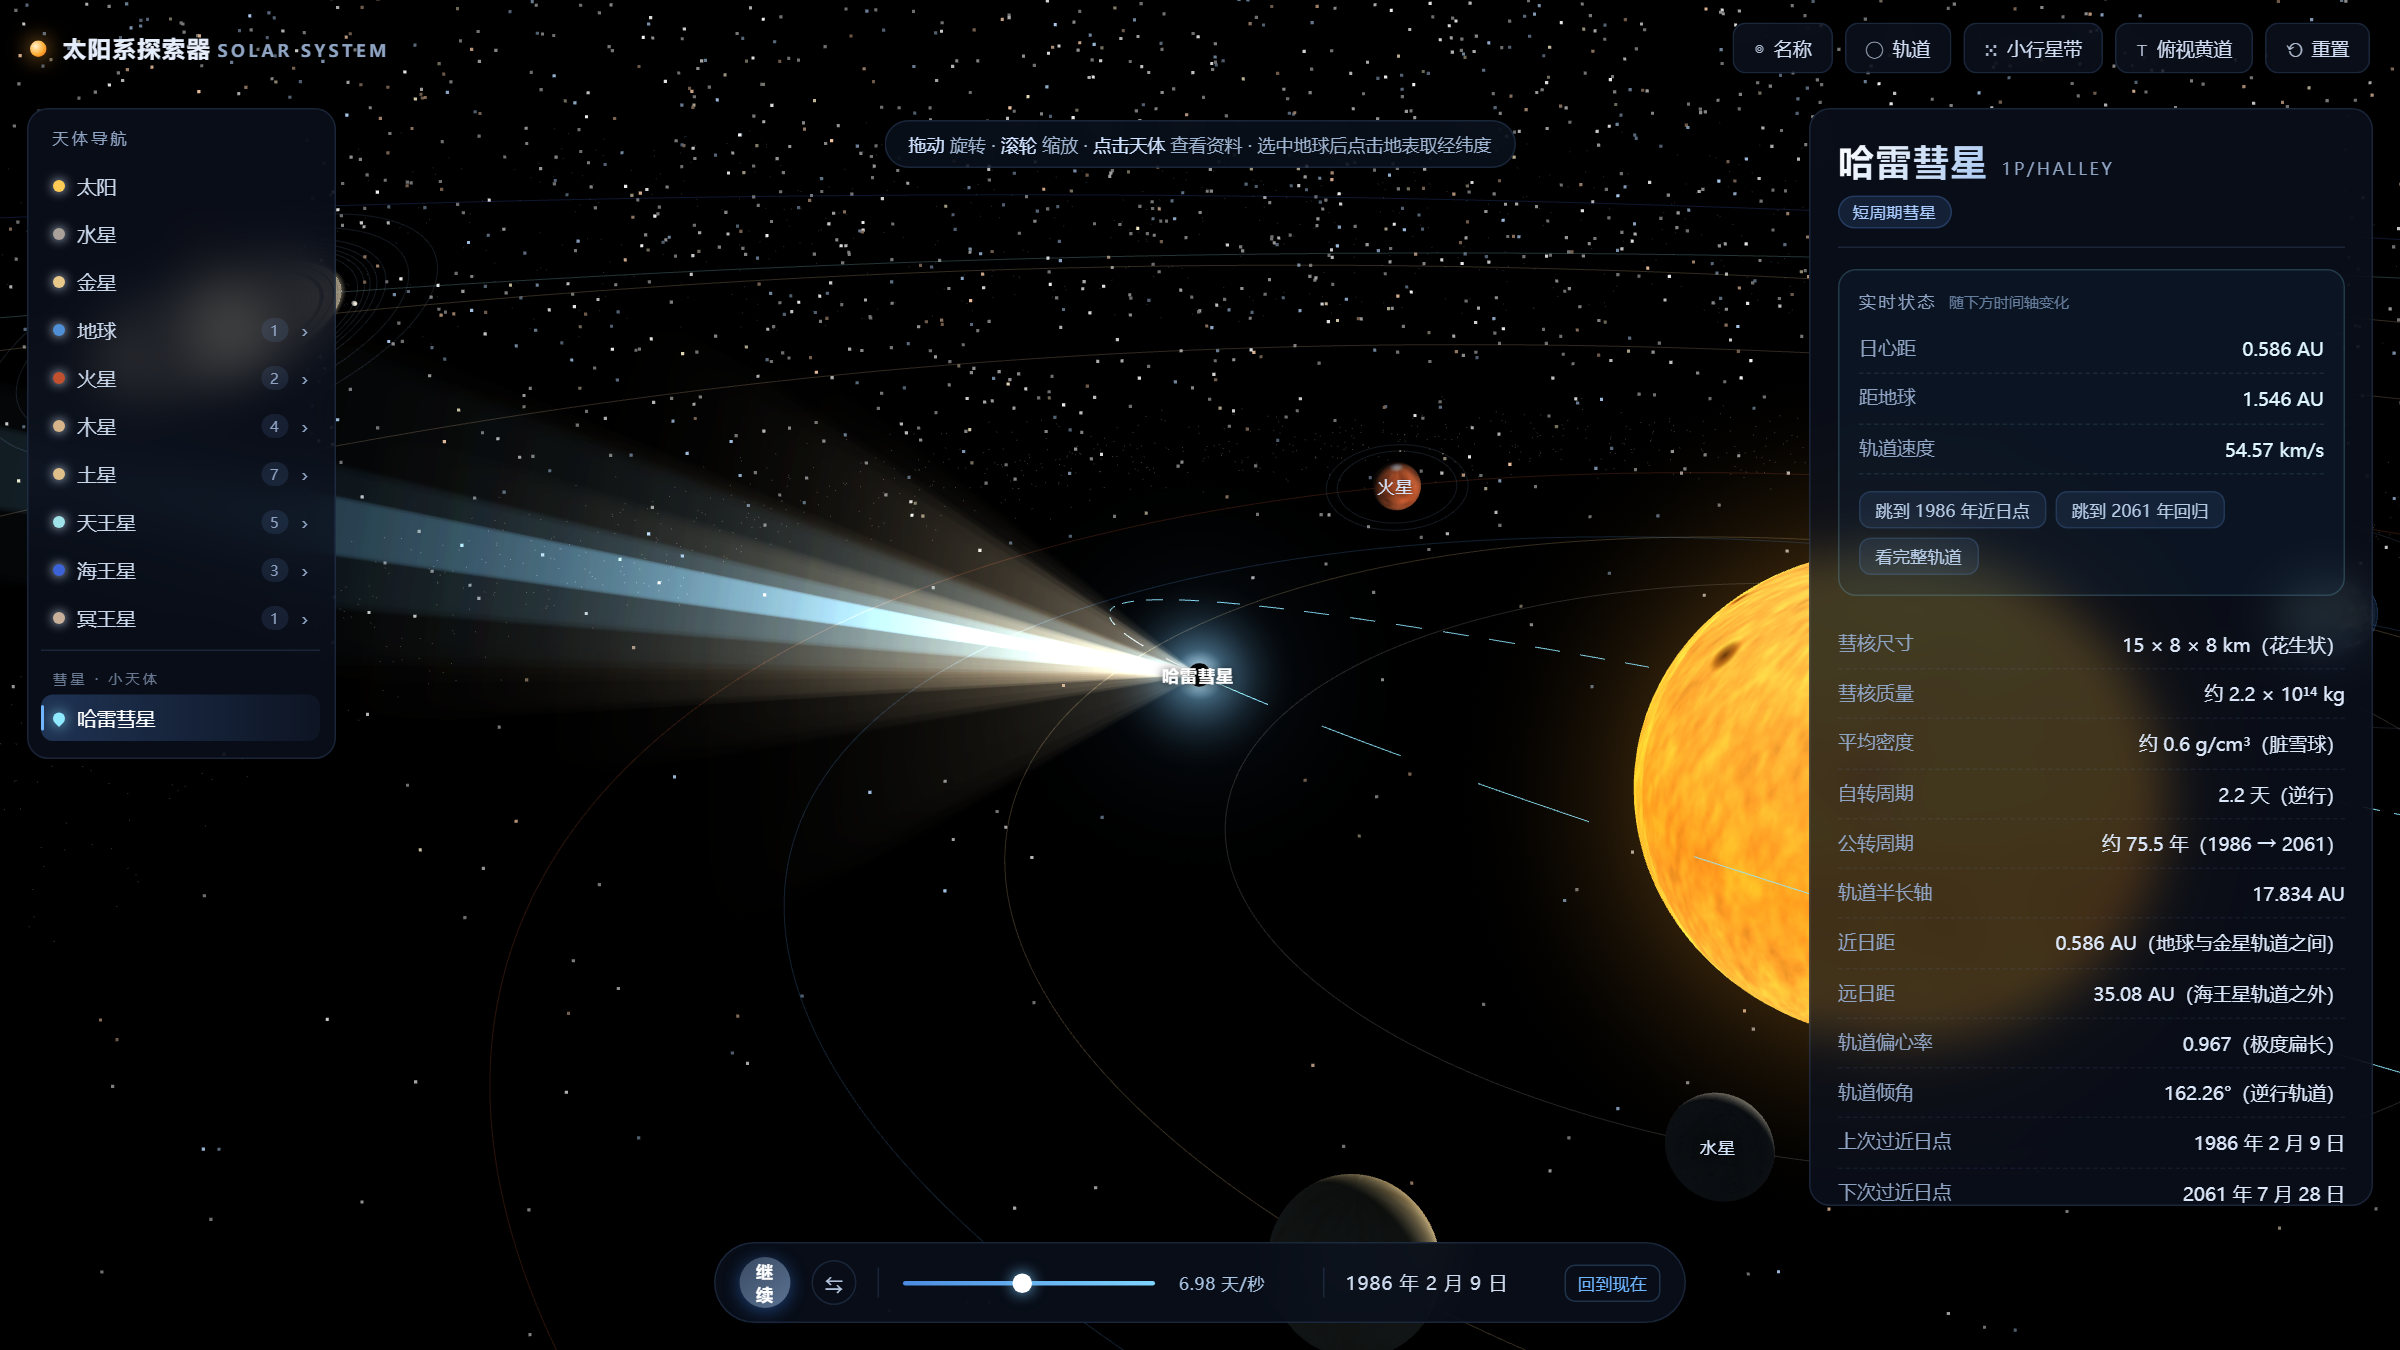 太阳系探索器 SOLAR·SYSTEM
名称
轨道
小行星带
俯视黄道
重置
天体导航
太阳
水星
金星
地球 1 ›
火星 2 ›
木星 4 ›
土星 7 ›
天王星 5 ›
海王星 3 ›
冥王星 1 ›
彗星 · 小天体
哈雷彗星
拖动 旋转 · 滚轮 缩放 · 点击天体 查看资料 · 选中地球后点击地表取经纬度
火星
哈雷彗星
水星
哈雷彗星 1P/HALLEY
短周期彗星
实时状态 随下方时间轴变化
日心距 0.586 AU
距地球 1.546 AU
轨道速度 54.57 km/s
跳到 1986 年近日点
跳到 2061 年回归
看完整轨道
彗核尺寸 15 × 8 × 8 km（花生状）
彗核质量 约 2.2 × 10¹⁴ kg
平均密度 约 0.6 g/cm³（脏雪球）
自转周期 2.2 天（逆行）
公转周期 约 75.5 年（1986 → 2061）
轨道半长轴 17.834 AU
近日距 0.586 AU（地球与金星轨道之间）
远日距 35.08 AU（海王星轨道之外）
轨道偏心率 0.967（极度扁长）
轨道倾角 162.26°（逆行轨道）
上次过近日点 1986 年 2 月 9 日
下次过近日点 2061 年 7 月 28 日
继续
6.98 天/秒
1986 年 2 月 9 日
回到现在